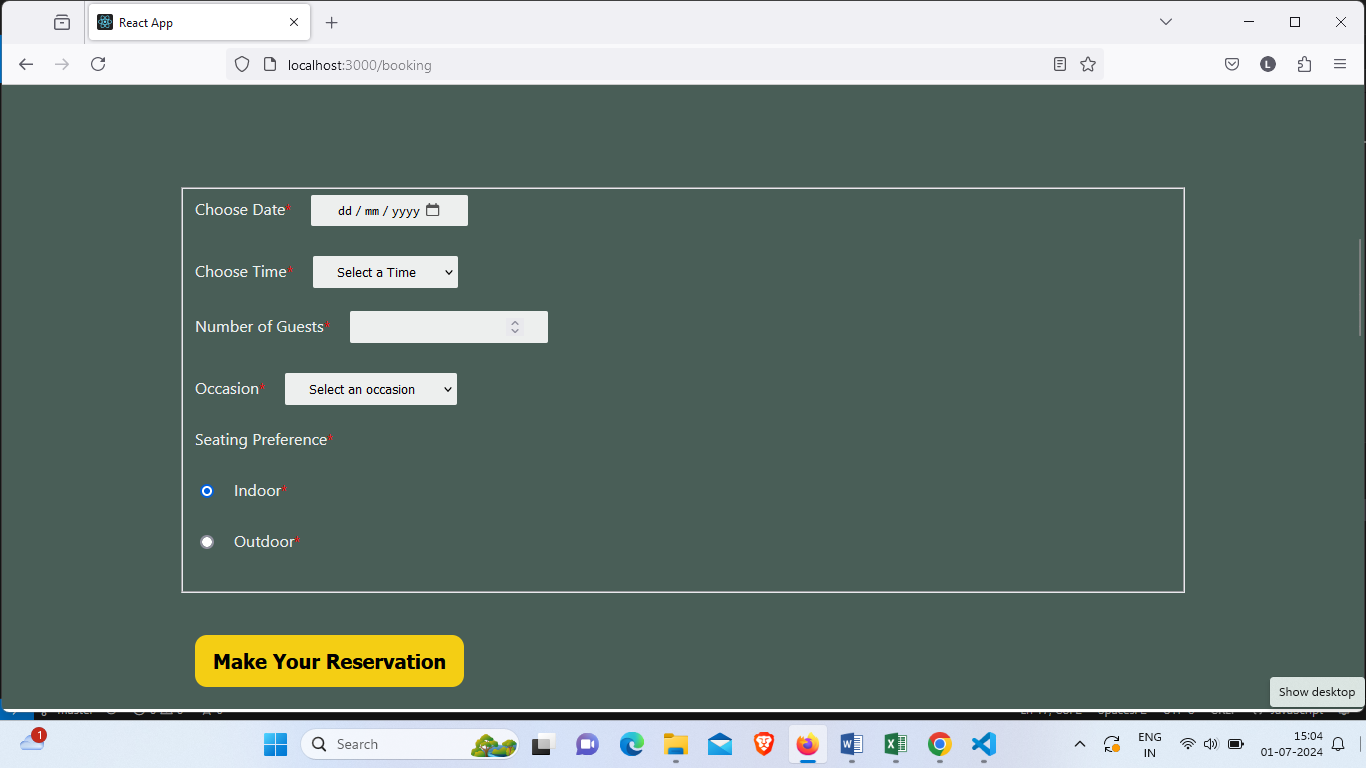 React App
localhost:3000/booking
L
Choose Date* dd / mm / yyyy
Choose Time* Select a Time
Number of Guests*
Occasion* Select an occasion
Seating Preference*
Indoor*
Outdoor*
Make Your Reservation
Show desktop
1
Search
ENG
IN
15:04
01-07-2024